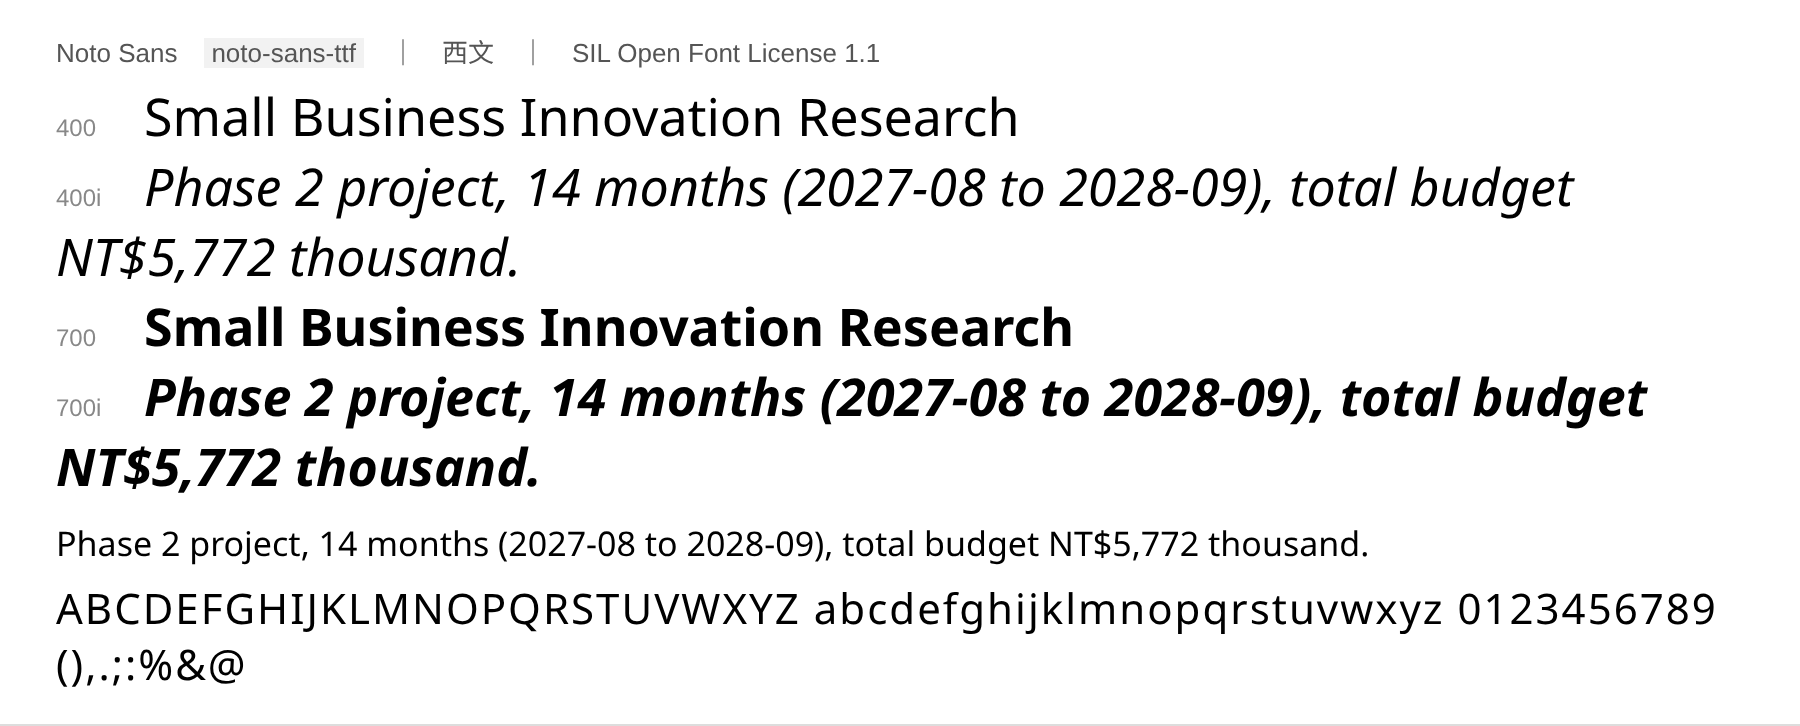 Noto Sans noto-sans-ttf | 西文 | SIL Open Font License 1.1
400 Small Business Innovation Research
400i Phase 2 project, 14 months (2027-08 to 2028-09), total budget
NT$5,772 thousand.
700 Small Business Innovation Research
700i Phase 2 project, 14 months (2027-08 to 2028-09), total budget
NT$5,772 thousand.
Phase 2 project, 14 months (2027-08 to 2028-09), total budget NT$5,772 thousand.
ABCDEFGHIJKLMNOPQRSTUVWXYZ abcdefghijklmnopqrstuvwxyz 0123456789
(),.;:%&@